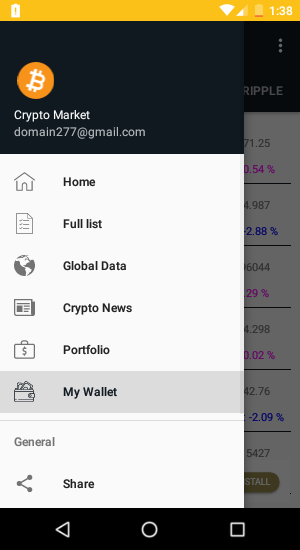 1:38
Crypto Market
domain277@gmail.com
RIPPLE
Home
Full list
Global Data
Crypto News
Portfolio
My Wallet
General
Share
71.25
0.54 %
4.987
-2.88 %
96044
.29 %
4.298
0.02 %
42.76
-2.09 %
5427
STALL